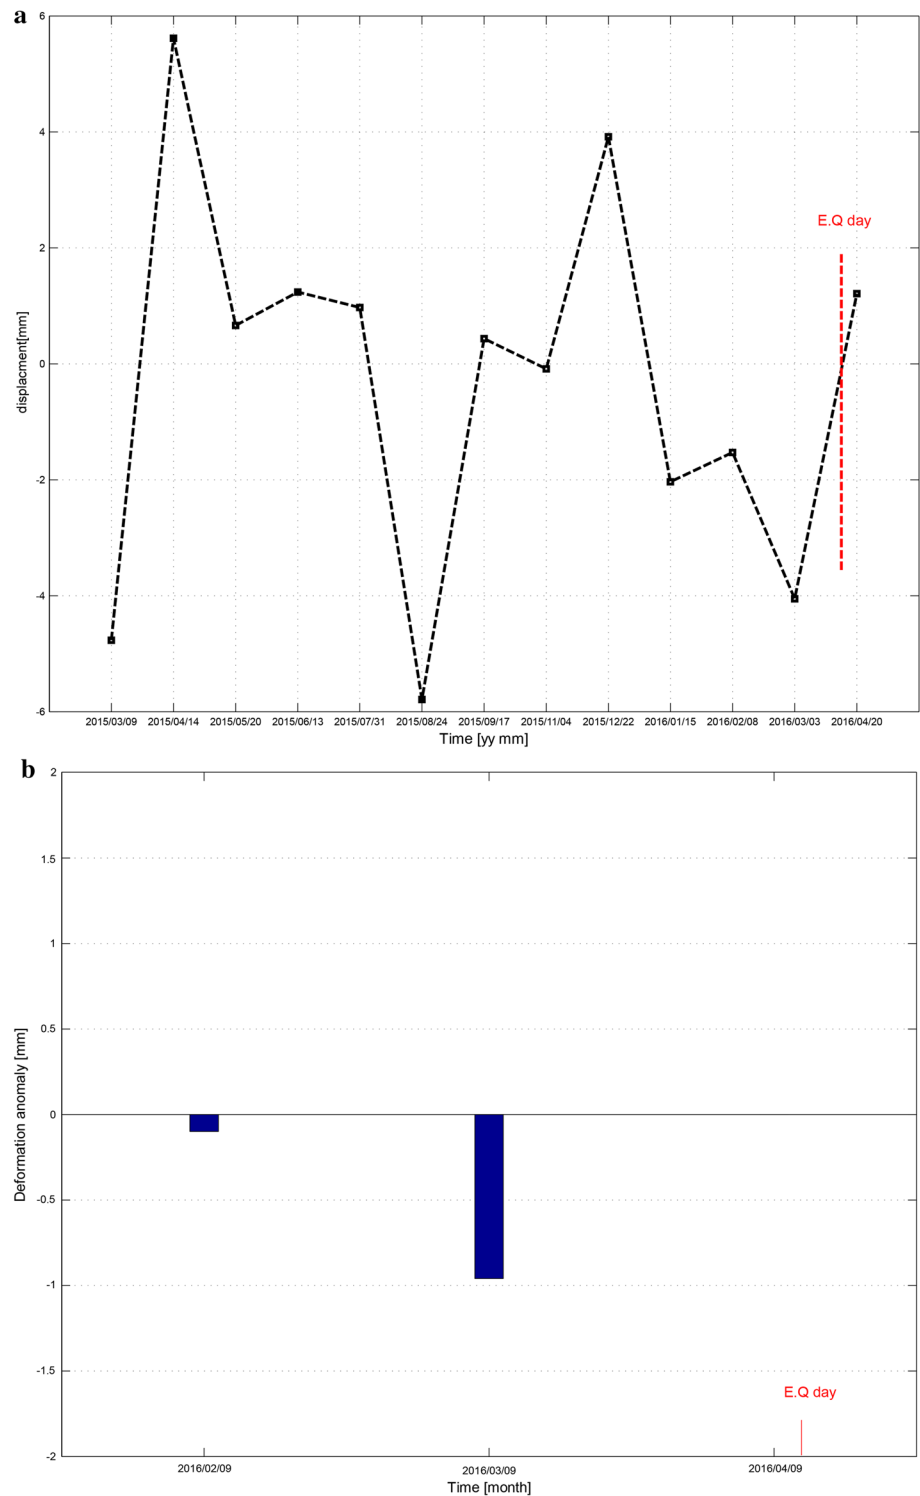 a
6
4
2
0
-2
-4
-6
displacment[mm]
E.Q day
2015/03/09 2015/04/14 2015/05/20 2015/06/13 2015/07/31 2015/08/24 2015/09/17 2015/11/04 2015/12/22 2016/01/15 2016/02/08 2016/03/03 2016/04/20
Time [yy mm]
b
2
1.5
1
0.5
0
-0.5
-1
-1.5
-2
Deformation anomaly [mm]
E.Q day
2016/02/09 2016/03/09 2016/04/09
Time [month]